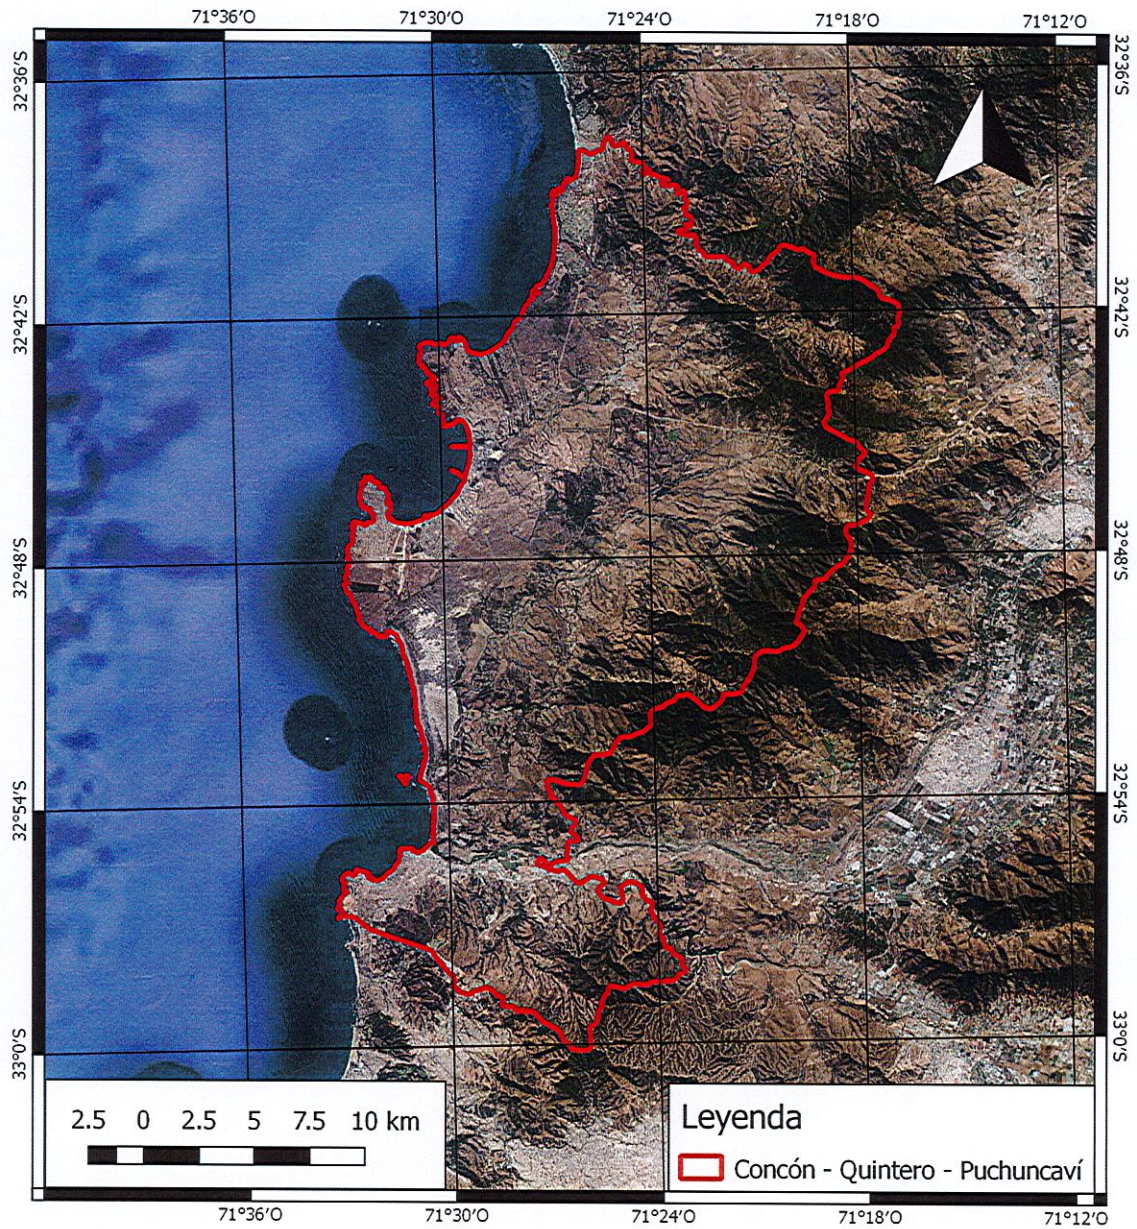 71°36′O 71°30′O 71°24′O 71°18′O 71°12′O
32°36′S 32°36′S
32°42′S 32°42′S
32°48′S 32°48′S
32°54′S 32°54′S
33°0′S 33°0′S
2.5 0 2.5 5 7.5 10 km
Leyenda
Concón - Quintero - Puchuncaví
71°36′O 71°30′O 71°24′O 71°18′O 71°12′O